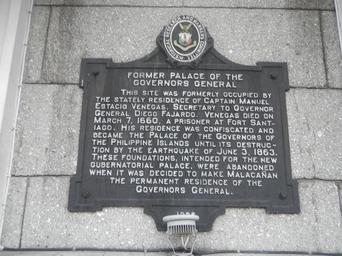 FORMER PALACE OF THE
GOVERNORS GENERAL
THIS SITE WAS FORMERLY OCCUPIED BY
THE STATELY RESIDENCE OF CAPTAIN MANUEL
ESTACIO VENEGAS, SECRETARY TO GOVERNOR
GENERAL DIEGO FAJARDO. VENEGAS DIED ON
MARCH 7, 1660, A PRISONER AT FORT SANT-
IAGO. HIS RESIDENCE WAS CONFISCATED AND
BECAME THE PALACE OF THE GOVERNORS OF
THE PHILIPPINE ISLANDS UNTIL ITS DESTRUC-
TION BY THE EARTHQUAKE OF JUNE 3, 1863.
THESE FOUNDATIONS, INTENDED FOR THE NEW
GUBERNATORIAL PALACE, WERE ABANDONED
WHEN IT WAS DECIDED TO MAKE MALACAÑAN
THE PERMANENT RESIDENCE OF THE
GOVERNORS GENERAL.